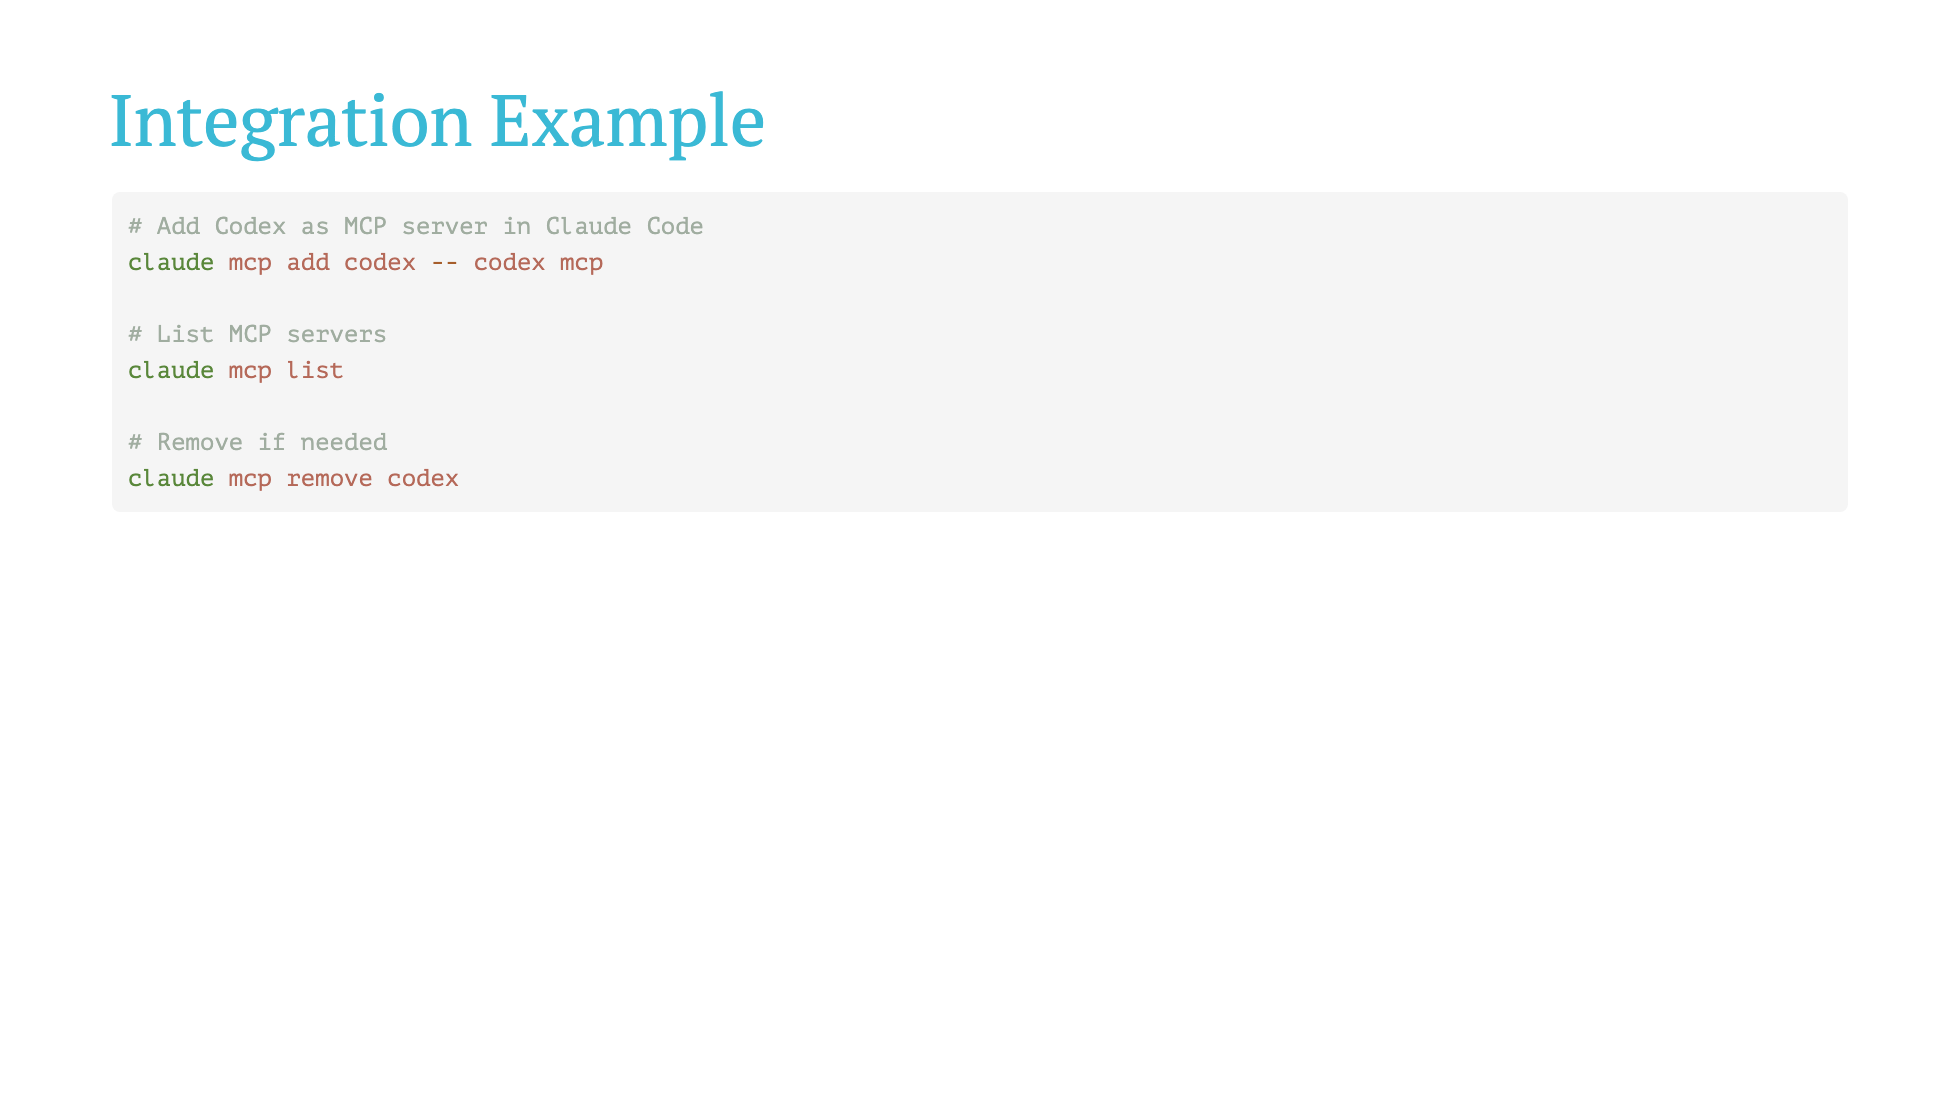 Integration Example
# Add Codex as MCP server in Claude Code
claude mcp add codex -- codex mcp
# List MCP servers
claude mcp list
# Remove if needed
claude mcp remove codex